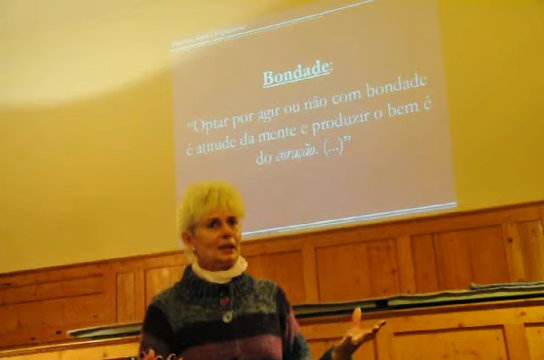 Bondade:
“Optar por agir ou não com bondade
é atitude da mente e produzir o bem é
do coração. (...)”